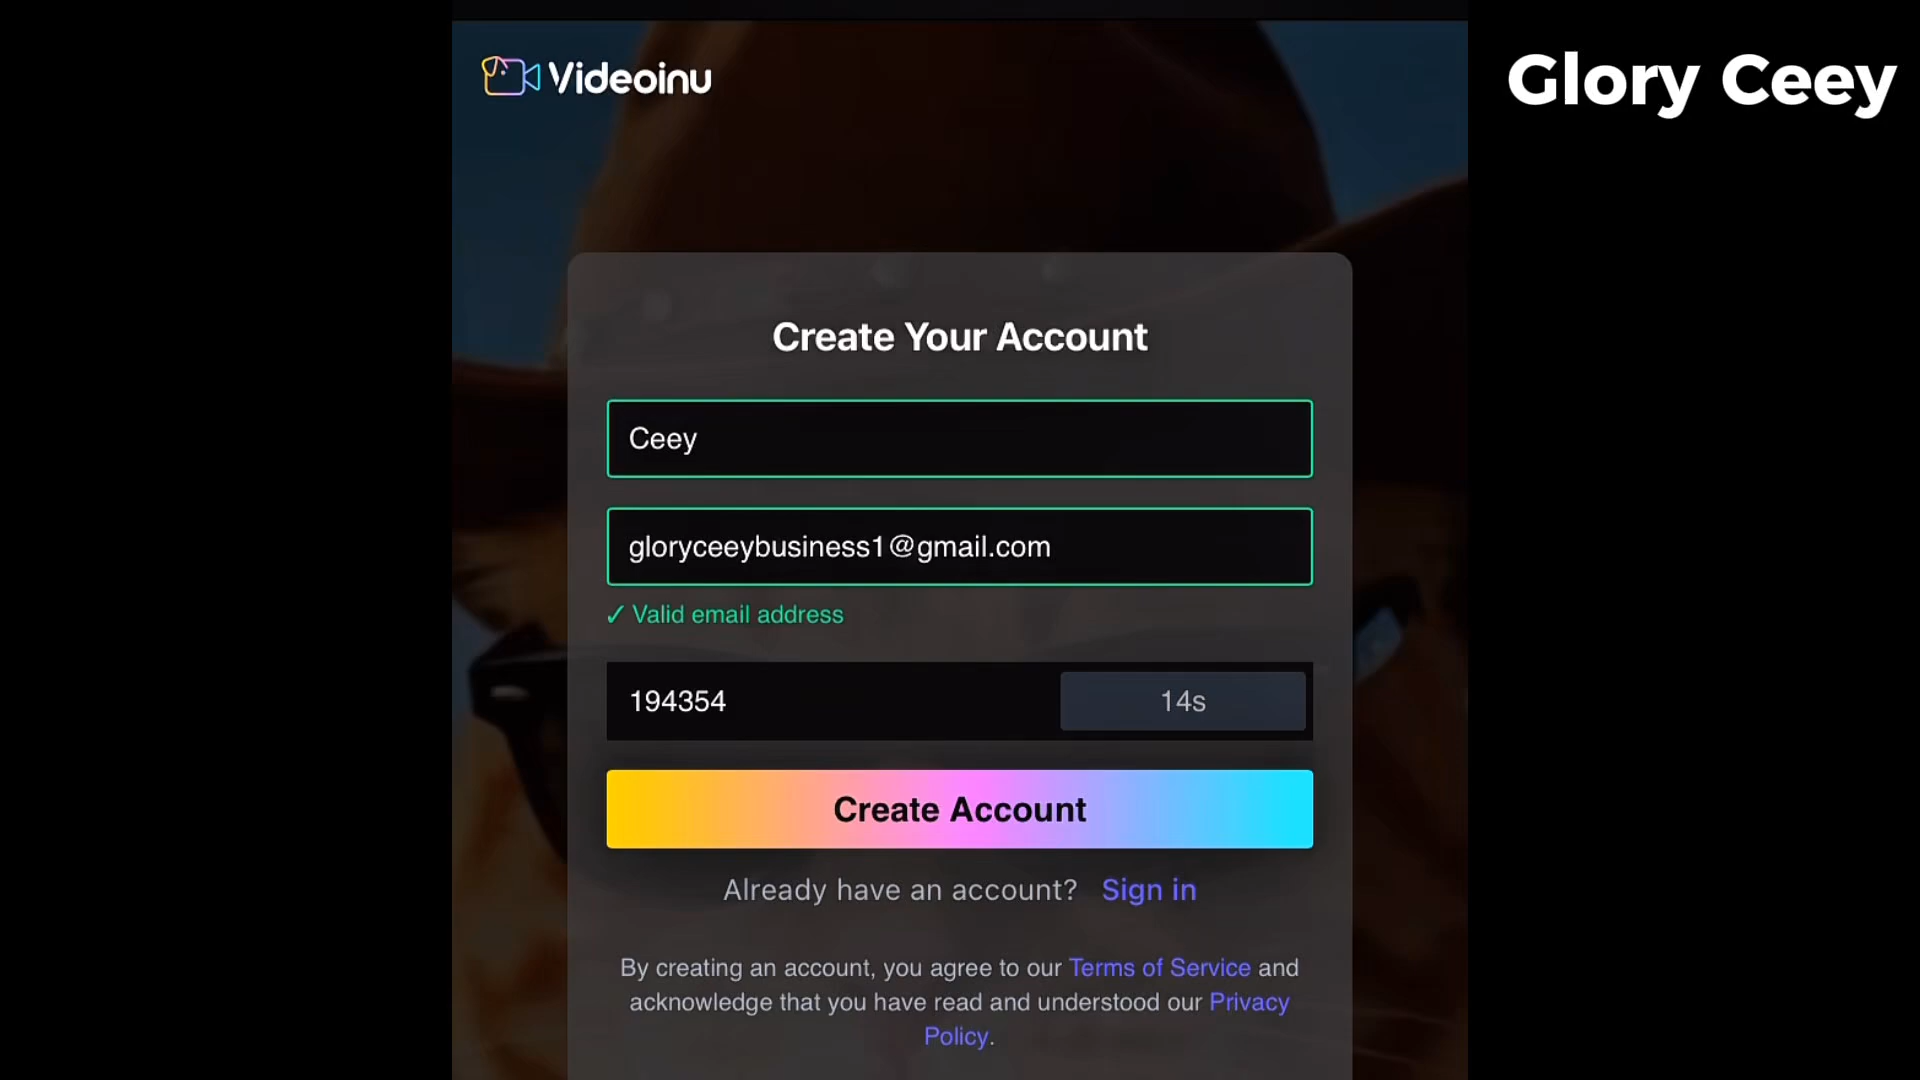 Videoinu
Glory Ceey
Create Your Account
Ceey
gloryceeybusiness1@gmail.com
✓ Valid email address
194354
14s
Create Account
Already have an account? Sign in
By creating an account, you agree to our Terms of Service and
acknowledge that you have read and understood our Privacy
Policy.